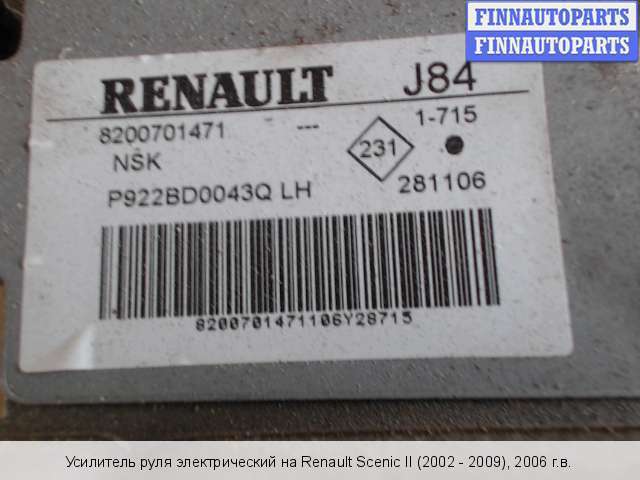 FINNAUTOPARTS
FINNAUTOPARTS
RENAULT J84
8200701471 --- 1-715
NSK 231
P922BD0043Q LH 281106
8200701471106Y28715
Усилитель руля электрический на Renault Scenic II (2002 - 2009), 2006 г.в.